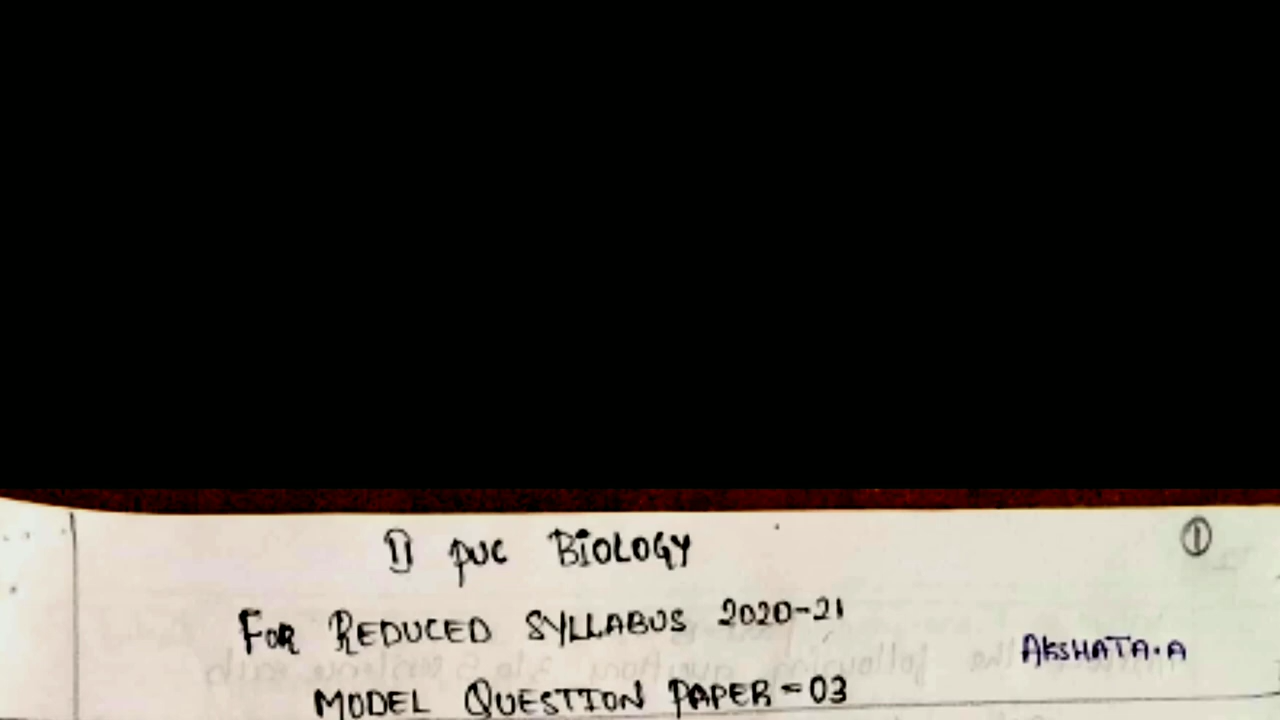 II PUC BIOLOGY
①
FOR REDUCED SYLLABUS 2020-21
AKSHATA.A
MODEL QUESTION PAPER-03